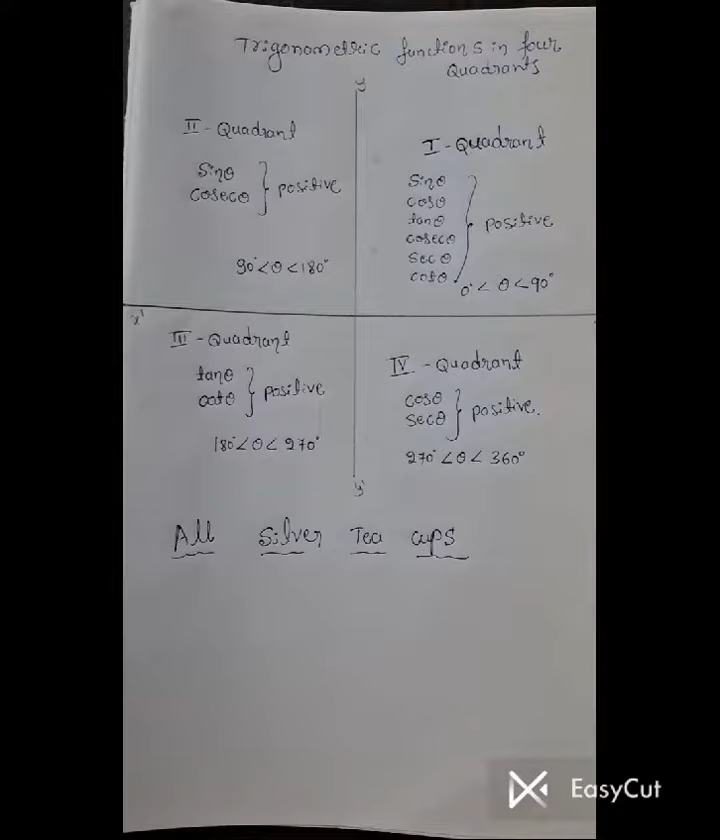 Trigonometric functions in four
Quadrants
y
II - Quadrant
sinθ
cosecθ
positive
90° < θ < 180°
I - Quadrant
sinθ
cosθ
tanθ
cosecθ
secθ
cotθ
positive
0° < θ < 90°
x'
III - Quadrant
tanθ
cotθ
positive
180° < θ < 270°
IV - Quadrant
cosθ
secθ
positive.
270° < θ < 360°
y'
All Silver Tea cups
EasyCut